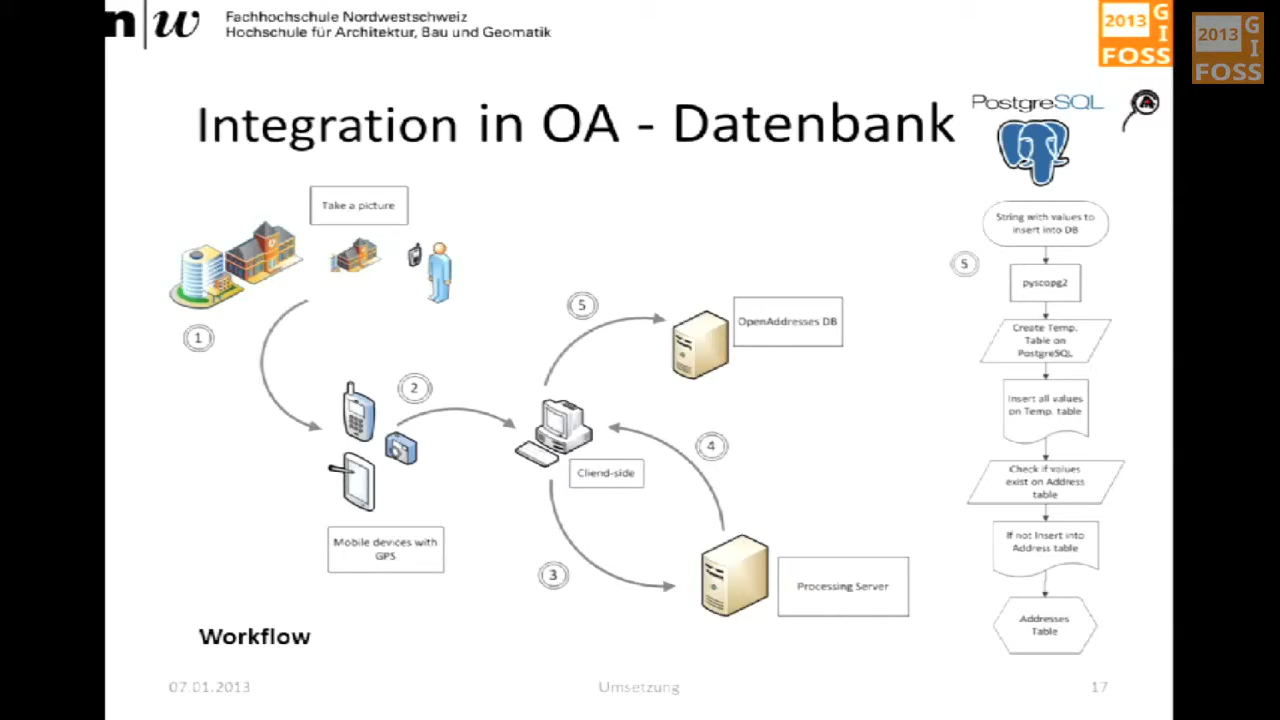 n w
Fachhochschule Nordwestschweiz
Hochschule für Architektur, Bau und Geomatik
2013 GI
FOSS
2013 GI
FOSS
Integration in OA - Datenbank
PostgreSQL
Take a picture
1
2
Mobile devices with
GPS
5
OpenAddresses DB
Cliend-side
4
3
Processing Server
Workflow
5
String with values to
insert into DB
pyscopg2
Create Temp.
Table on
PostgreSQL
Insert all values
on Temp. table
Check if values
exist on Address
table
If not Insert into
Address table
Addresses
Table
07.01.2013
Umsetzung
17